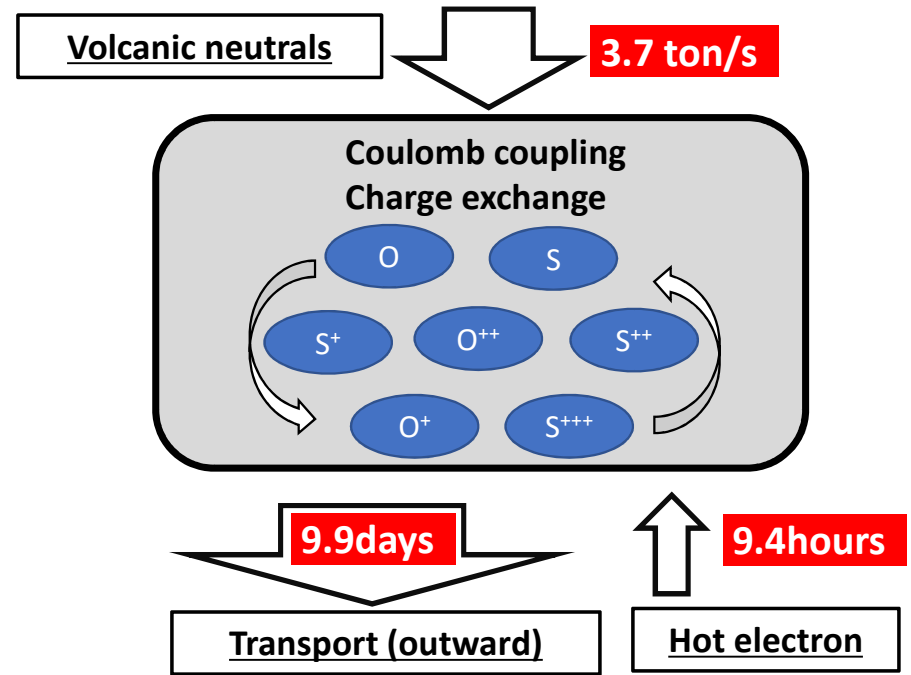 Volcanic neutrals
3.7 ton/s
Coulomb coupling
Charge exchange
O
S
S⁺
O⁺⁺
S⁺⁺
O⁺
S⁺⁺⁺
9.9days
9.4hours
Transport (outward)
Hot electron